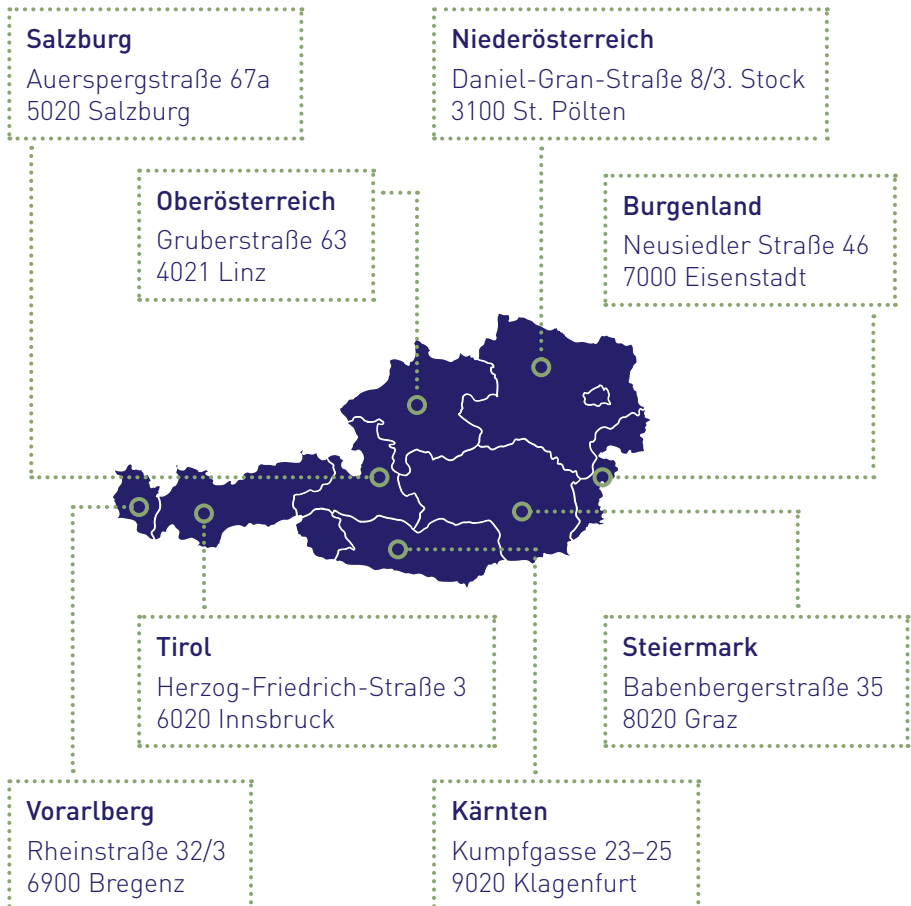 Salzburg
Auerspergstraße 67a
5020 Salzburg
Niederösterreich
Daniel-Gran-Straße 8/3. Stock
3100 St. Pölten
Oberösterreich
Gruberstraße 63
4021 Linz
Burgenland
Neusiedler Straße 46
7000 Eisenstadt
Tirol
Herzog-Friedrich-Straße 3
6020 Innsbruck
Steiermark
Babenbergerstraße 35
8020 Graz
Vorarlberg
Rheinstraße 32/3
6900 Bregenz
Kärnten
Kumpfgasse 23–25
9020 Klagenfurt